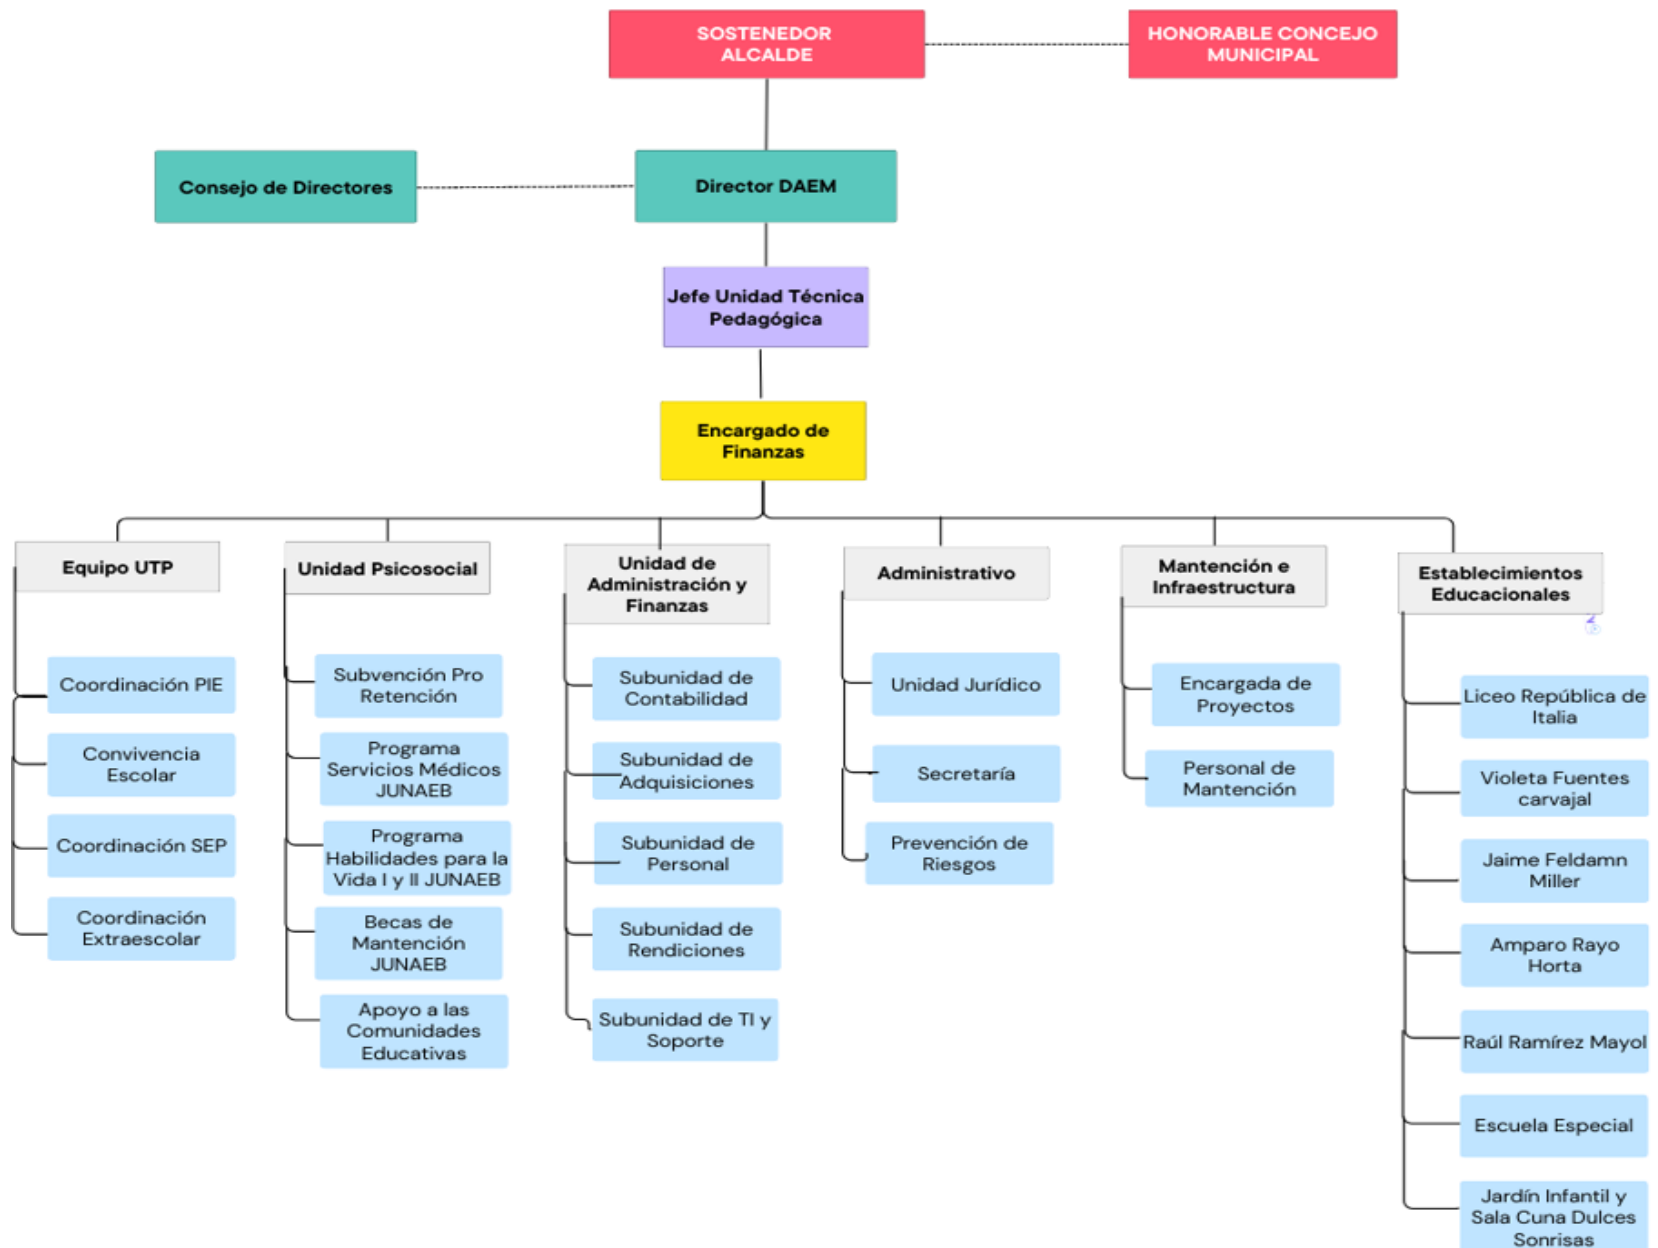 SOSTENEDOR
ALCALDE
HONORABLE CONCEJO
MUNICIPAL
Consejo de Directores
Director DAEM
Jefe Unidad Técnica
Pedagógica
Encargado de
Finanzas
Equipo UTP
Coordinación PIE
Convivencia
Escolar
Coordinación SEP
Coordinación
Extraescolar
Unidad Psicosocial
Subvención Pro
Retención
Programa
Servicios Médicos
JUNAEB
Programa
Habilidades para la
Vida I y II JUNAEB
Becas de
Mantención
JUNAEB
Apoyo a las
Comunidades
Educativas
Unidad de
Administración y
Finanzas
Subunidad de
Contabilidad
Subunidad de
Adquisiciones
Subunidad de
Personal
Subunidad de
Rendiciones
Subunidad de TI y
Soporte
Administrativo
Unidad Jurídico
Secretaría
Prevención de
Riesgos
Mantención e
Infraestructura
Encargada de
Proyectos
Personal de
Mantención
Establecimientos
Educacionales
Liceo República de
Italia
Violeta Fuentes
carvajal
Jaime Feldamn
Miller
Amparo Rayo
Horta
Raúl Ramírez Mayol
Escuela Especial
Jardín Infantil y
Sala Cuna Dulces
Sonrisas